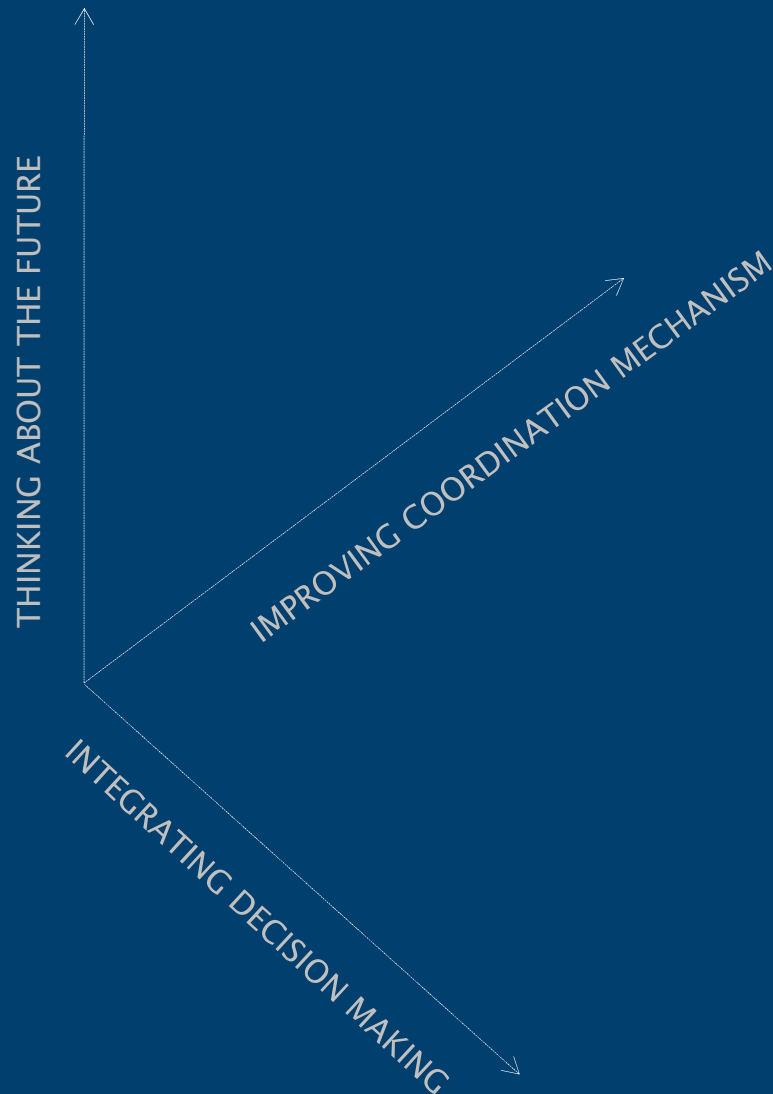 THINKING ABOUT THE FUTURE
IMPROVING COORDINATION MECHANISM
INTEGRATING DECISION MAKING